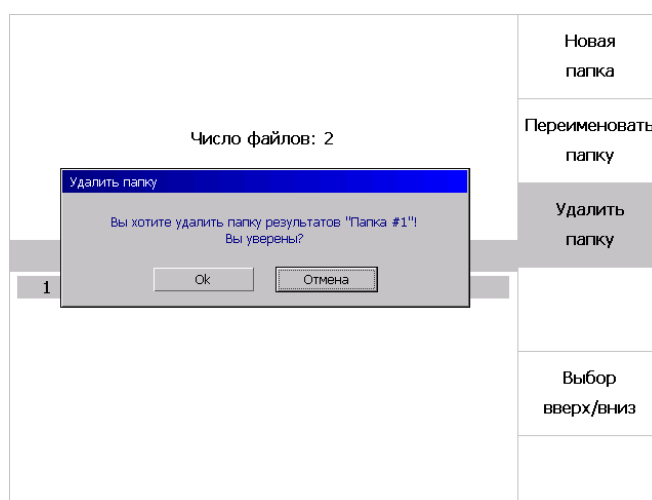 Число файлов: 2
Удалить папку
Вы хотите удалить папку результатов "Папка #1"!
Вы уверены?
Ok
Отмена
1
Новая
папка
Переименовать
папку
Удалить
папку
Выбор
вверх/вниз